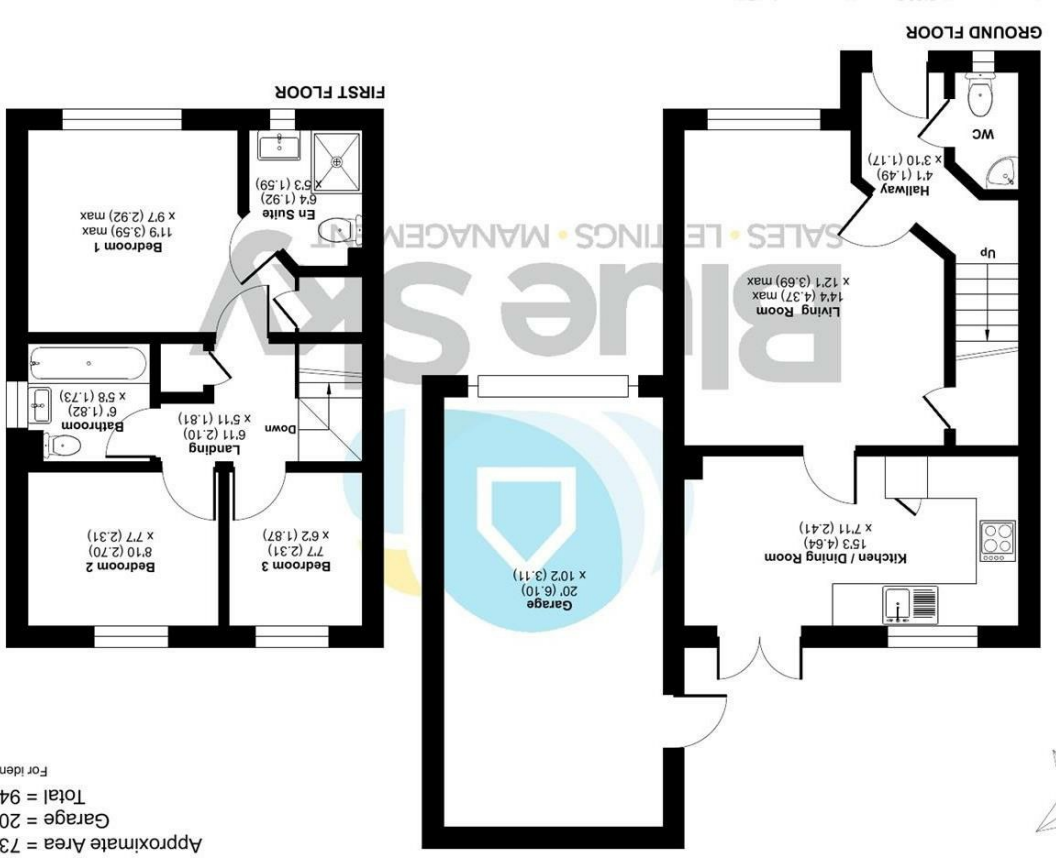 Approximate Area = 73
Garage = 20
Total = 94
For iden
Garage
20' (6.10)
x 10'2 (3.11)
Kitchen / Dining Room
15'3 (4.64)
x 7'11 (2.41)
Living Room
14'4 (4.37) max
x 12'1 (3.69) max
Up
Hallway
4'1 (1.49)
x 3'10 (1.17)
WC
GROUND FLOOR
Bedroom 3
7'7 (2.31)
x 6'2 (1.87)
Bedroom 2
8'10 (2.70)
x 7'7 (2.31)
Down
Landing
6'11 (2.10)
x 5'11 (1.81)
Bathroom
6' (1.82)
x 5'8 (1.73)
En Suite
6'4 (1.92)
x 5'3 (1.59)
Bedroom 1
11'9 (3.59) max
x 9'7 (2.92) max
FIRST FLOOR
Blue Sky
SALES • LETTINGS • MANAGEMENT